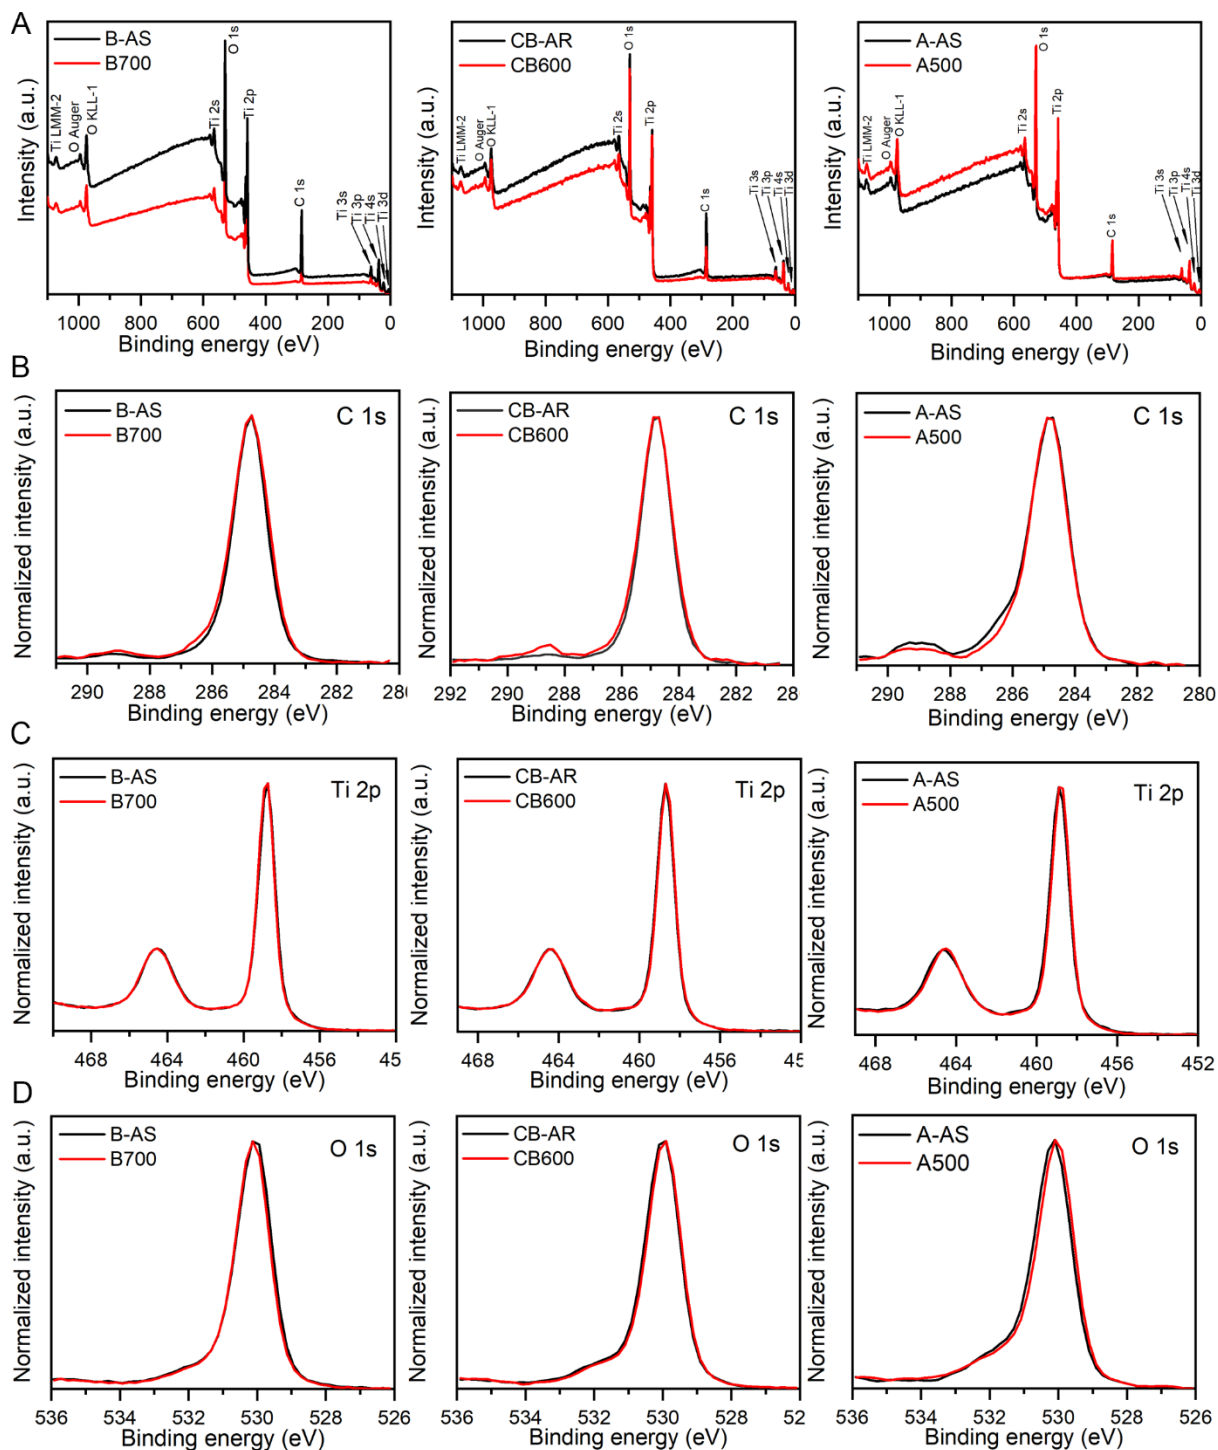 A
B-AS
B700
Ti LMM-2
O Auger
O KLL-1
Ti 2s
O 1s
Ti 2p
C 1s
Ti 3s
Ti 3p
Ti 4s
Ti 3d
Intensity (a.u.)
1000 800 600 400 200 0
Binding energy (eV)
CB-AR
CB600
Ti LMM-2
O Auger
O KLL-1
Ti 2s
O 1s
Ti 2p
C 1s
Ti 3s
Ti 3p
Ti 4s
Ti 3d
Intensity (a.u.)
1000 800 600 400 200 0
Binding energy (eV)
A-AS
A500
Ti LMM-2
O Auger
O KLL-1
Ti 2s
O 1s
Ti 2p
C 1s
Ti 3s
Ti 3p
Ti 4s
Ti 3d
Intensity (a.u.)
1000 800 600 400 200 0
Binding energy (eV)
B
B-AS
B700
C 1s
Normalized intensity (a.u.)
290 288 286 284 282 28
Binding energy (eV)
CB-AR
CB600
C 1s
Normalized intensity (a.u.)
292 290 288 286 284 282 28
Binding energy (eV)
A-AS
A500
C 1s
Normalized intensity (a.u.)
290 288 286 284 282 280
Binding energy (eV)
C
B-AS
B700
Ti 2p
Normalized intensity (a.u.)
468 464 460 456 45
Binding energy (eV)
CB-AR
CB600
Ti 2p
Normalized intensity (a.u.)
468 464 460 456 45
Binding energy (eV)
A-AS
A500
Ti 2p
Normalized intensity (a.u.)
468 464 460 456 452
Binding energy (eV)
D
B-AS
B700
O 1s
Normalized intensity (a.u.)
536 534 532 530 528 526
Binding energy (eV)
CB-AR
CB600
O 1s
Normalized intensity (a.u.)
536 534 532 530 528 52
Binding energy (eV)
A-AS
A500
O 1s
Normalized intensity (a.u.)
536 534 532 530 528 526
Binding energy (eV)